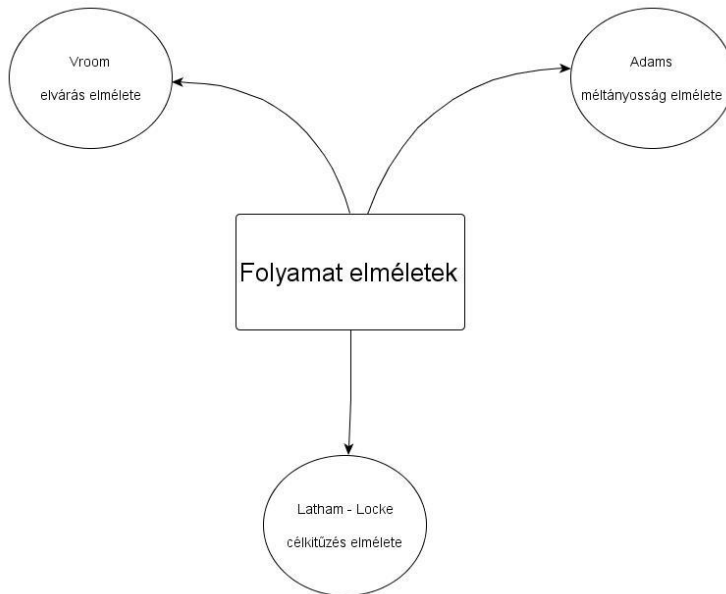 Vroom
elvárás elmélete
Adams
méltányosság elmélete
Folyamat elméletek
Latham - Locke
célkitűzés elmélete